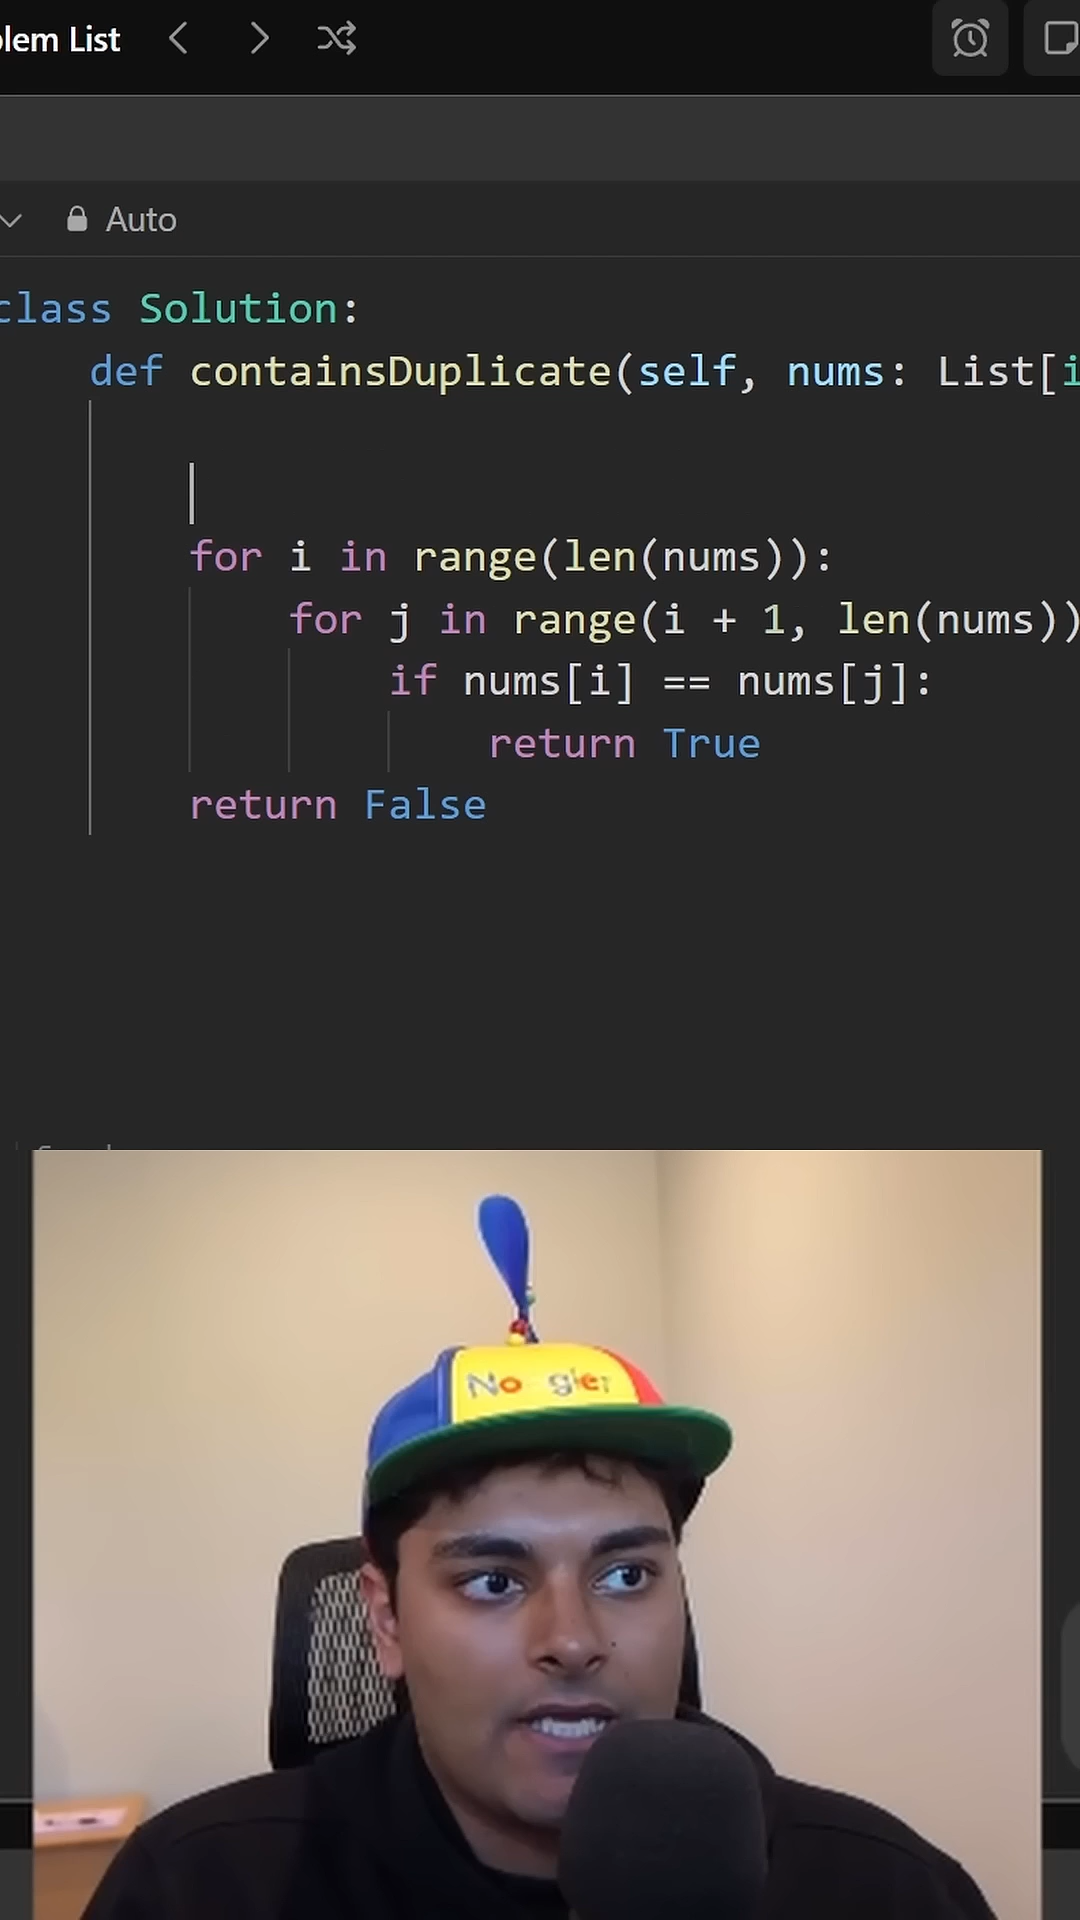 lem List
Auto
class Solution:
def containsDuplicate(self, nums: List[i
for i in range(len(nums)):
for j in range(i + 1, len(nums))
if nums[i] == nums[j]:
return True
return False